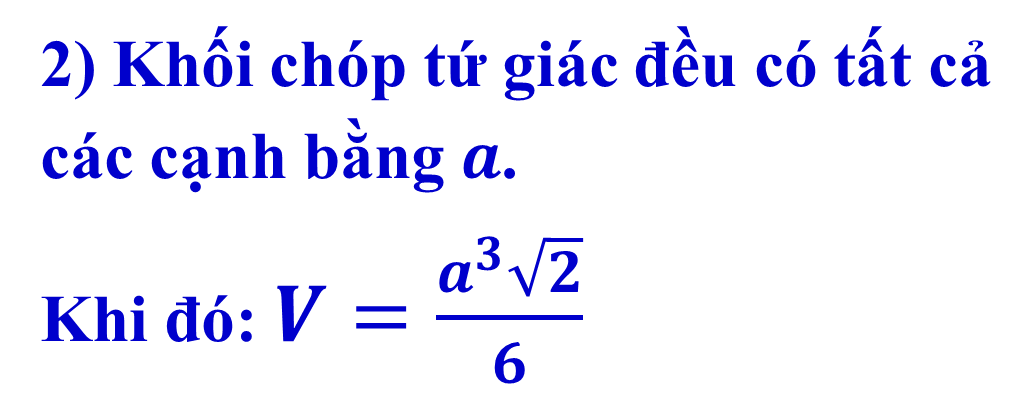 2) Khối chóp tứ giác đều có tất cả
các cạnh bằng a.
Khi đó: V = a³√2 / 6